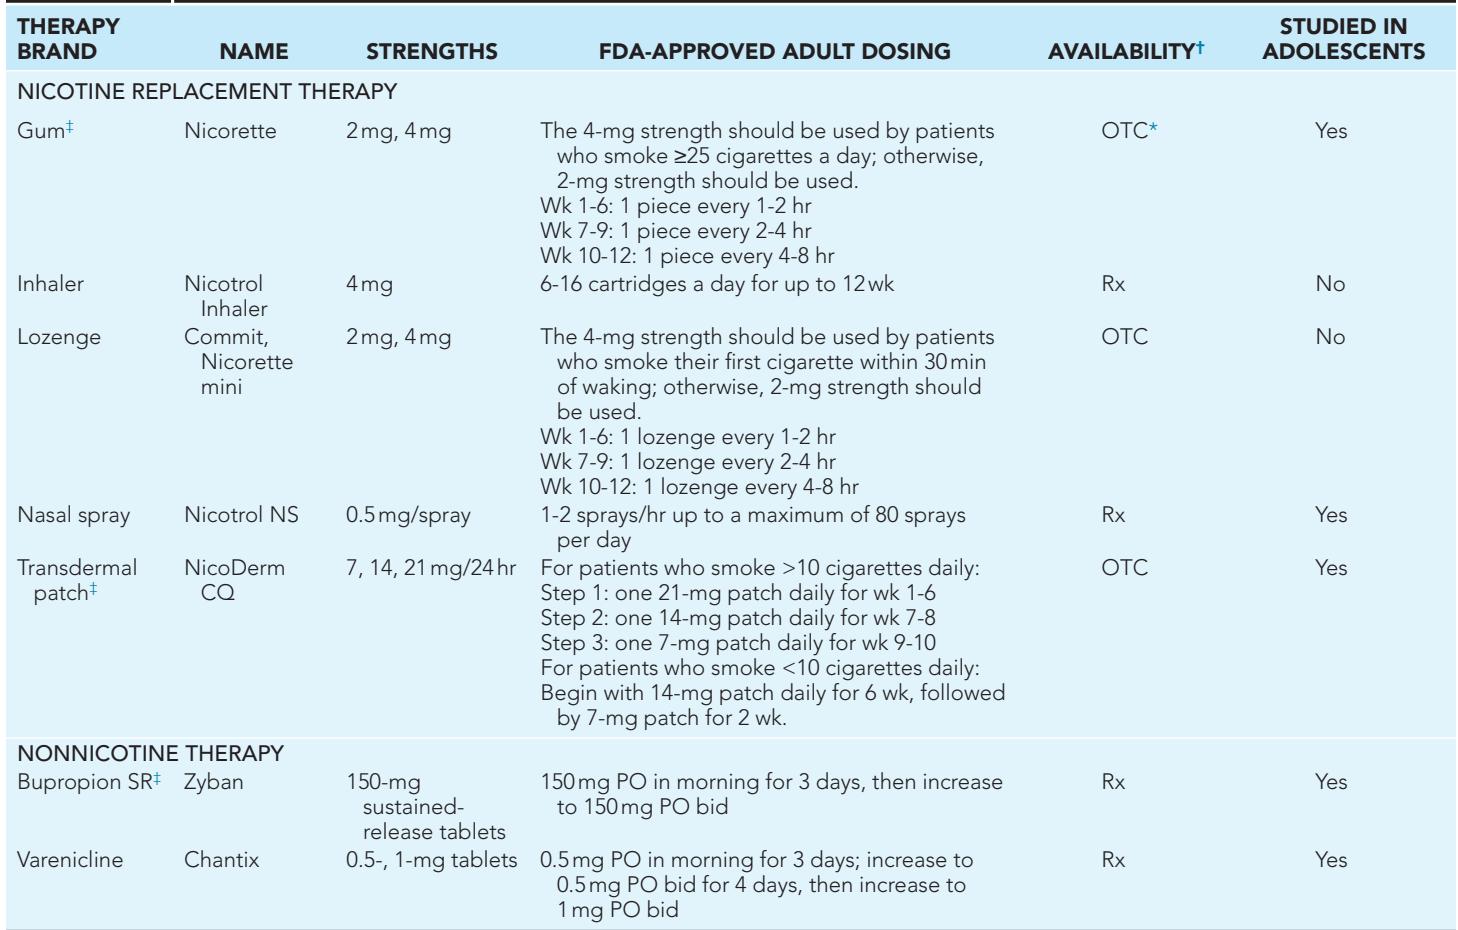 THERAPY BRAND NAME STRENGTHS FDA-APPROVED ADULT DOSING AVAILABILITY† STUDIED IN ADOLESCENTS
NICOTINE REPLACEMENT THERAPY
Gum‡ Nicorette 2 mg, 4 mg The 4-mg strength should be used by patients OTC* Yes
who smoke ≥25 cigarettes a day; otherwise,
2-mg strength should be used.
Wk 1-6: 1 piece every 1-2 hr
Wk 7-9: 1 piece every 2-4 hr
Wk 10-12: 1 piece every 4-8 hr
Inhaler Nicotrol 4 mg 6-16 cartridges a day for up to 12 wk Rx No
Inhaler
Lozenge Commit, 2 mg, 4 mg The 4-mg strength should be used by patients OTC No
Nicorette who smoke their first cigarette within 30 min
mini of waking; otherwise, 2-mg strength should
be used.
Wk 1-6: 1 lozenge every 1-2 hr
Wk 7-9: 1 lozenge every 2-4 hr
Wk 10-12: 1 lozenge every 4-8 hr
Nasal spray Nicotrol NS 0.5 mg/spray 1-2 sprays/hr up to a maximum of 80 sprays Rx Yes
per day
Transdermal NicoDerm 7, 14, 21 mg/24 hr For patients who smoke >10 cigarettes daily: OTC Yes
patch‡ CQ Step 1: one 21-mg patch daily for wk 1-6
Step 2: one 14-mg patch daily for wk 7-8
Step 3: one 7-mg patch daily for wk 9-10
For patients who smoke <10 cigarettes daily:
Begin with 14-mg patch daily for 6 wk, followed
by 7-mg patch for 2 wk.
NONNICOTINE THERAPY
Bupropion SR‡ Zyban 150-mg 150 mg PO in morning for 3 days, then increase Rx Yes
sustained- to 150 mg PO bid
release tablets
Varenicline Chantix 0.5-, 1-mg tablets 0.5 mg PO in morning for 3 days; increase to Rx Yes
0.5 mg PO bid for 4 days, then increase to
1 mg PO bid